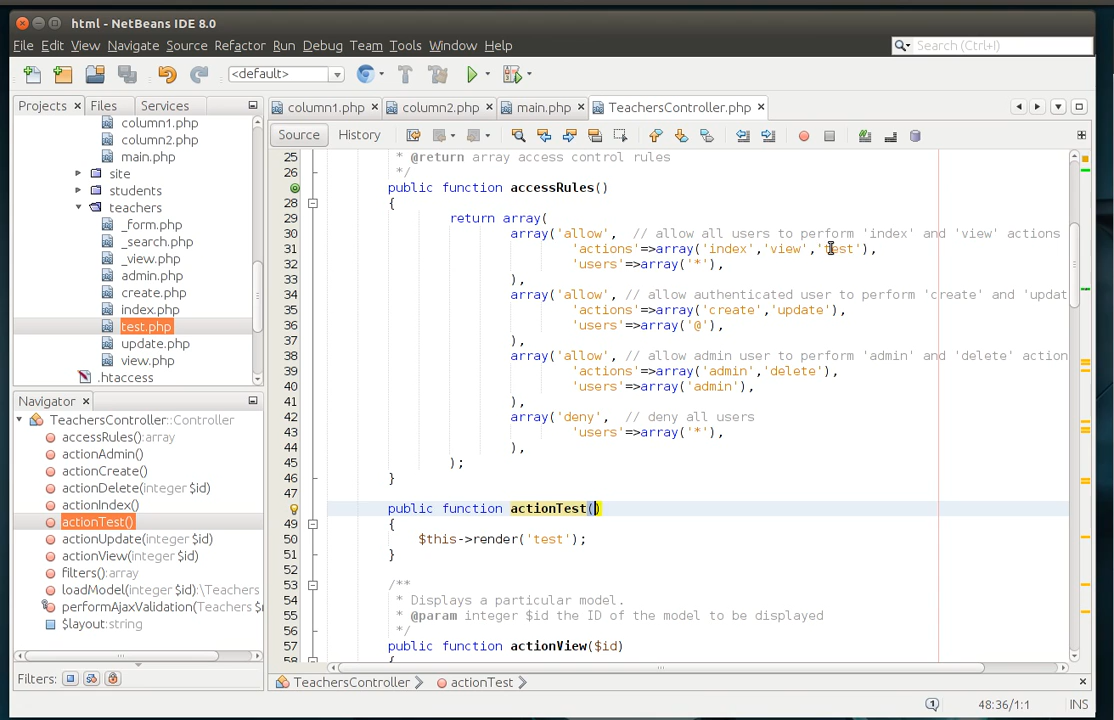 html - NetBeans IDE 8.0
File Edit View Navigate Source Refactor Run Debug Team Tools Window Help
Search (Ctrl+I)
<default>
Projects × Files Services
column1.php × column2.php × main.php × TeachersController.php ×
Source History
column1.php
column2.php
main.php
site
students
teachers
_form.php
_search.php
_view.php
admin.php
create.php
index.php
test.php
update.php
view.php
.htaccess
Navigator ×
TeachersController::Controller
accessRules():array
actionAdmin()
actionCreate()
actionDelete(integer $id)
actionIndex()
actionTest()
actionUpdate(integer $id)
actionView(integer $id)
filters():array
loadModel(integer $id):\Teachers
performAjaxValidation(Teachers $
$layout:string
Filters:
25 * @return array access control rules
26 */
public function accessRules()
28 {
29 return array(
30 array('allow', // allow all users to perform 'index' and 'view' actions
31 'actions'=>array('index','view','test'),
32 'users'=>array('*'),
33 ),
34 array('allow', // allow authenticated user to perform 'create' and 'updat
35 'actions'=>array('create','update'),
36 'users'=>array('@'),
37 ),
38 array('allow', // allow admin user to perform 'admin' and 'delete' action
39 'actions'=>array('admin','delete'),
40 'users'=>array('admin'),
41 ),
42 array('deny', // deny all users
43 'users'=>array('*'),
44 ),
45 );
46 }
47
public function actionTest()
49 {
50 $this->render('test');
51 }
52
53 /**
54 * Displays a particular model.
55 * @param integer $id the ID of the model to be displayed
56 */
57 public function actionView($id)
58 {
TeachersController actionTest
48:36/1:1 INS